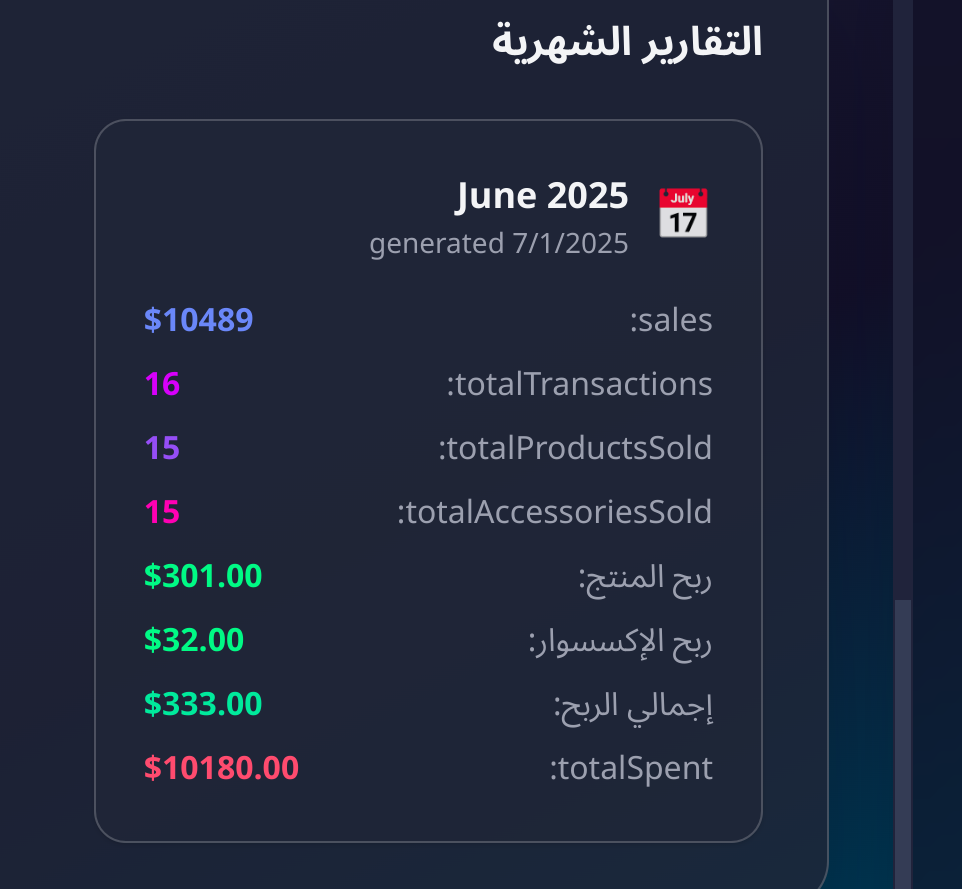 التقارير الشهرية
July
17
June 2025
generated 7/1/2025
sales: $10489
totalTransactions: 16
totalProductsSold: 15
totalAccessoriesSold: 15
ربح المنتج: $301.00
ربح الإكسسوار: $32.00
إجمالي الربح: $333.00
totalSpent: $10180.00